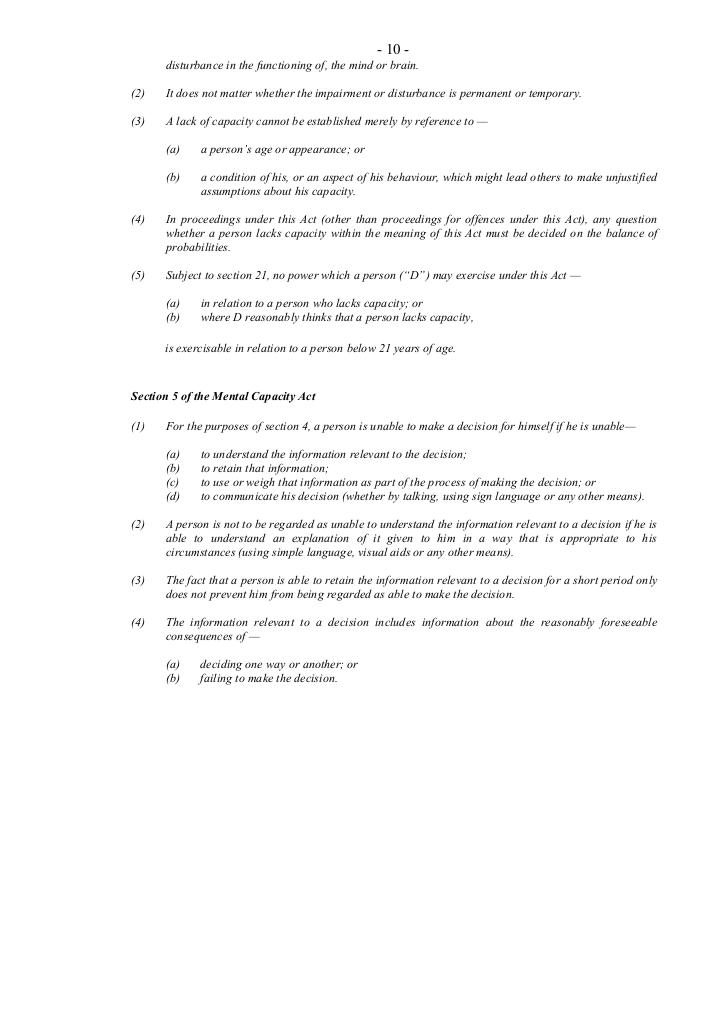 - 10 -
disturbance in the functioning of, the mind or brain.
(2) It does not matter whether the impairment or disturbance is permanent or temporary.
(3) A lack of capacity cannot be established merely by reference to —
(a) a person's age or appearance; or
(b) a condition of his, or an aspect of his behaviour, which might lead others to make unjustified
assumptions about his capacity.
(4) In proceedings under this Act (other than proceedings for offences under this Act), any question
whether a person lacks capacity within the meaning of this Act must be decided on the balance of
probabilities.
(5) Subject to section 21, no power which a person (“D”) may exercise under this Act —
(a) in relation to a person who lacks capacity; or
(b) where D reasonably thinks that a person lacks capacity,
is exercisable in relation to a person below 21 years of age.
Section 5 of the Mental Capacity Act
(1) For the purposes of section 4, a person is unable to make a decision for himself if he is unable—
(a) to understand the information relevant to the decision;
(b) to retain that information;
(c) to use or weigh that information as part of the process of making the decision; or
(d) to communicate his decision (whether by talking, using sign language or any other means).
(2) A person is not to be regarded as unable to understand the information relevant to a decision if he is
able to understand an explanation of it given to him in a way that is appropriate to his
circumstances (using simple language, visual aids or any other means).
(3) The fact that a person is able to retain the information relevant to a decision for a short period only
does not prevent him from being regarded as able to make the decision.
(4) The information relevant to a decision includes information about the reasonably foreseeable
consequences of —
(a) deciding one way or another; or
(b) failing to make the decision.